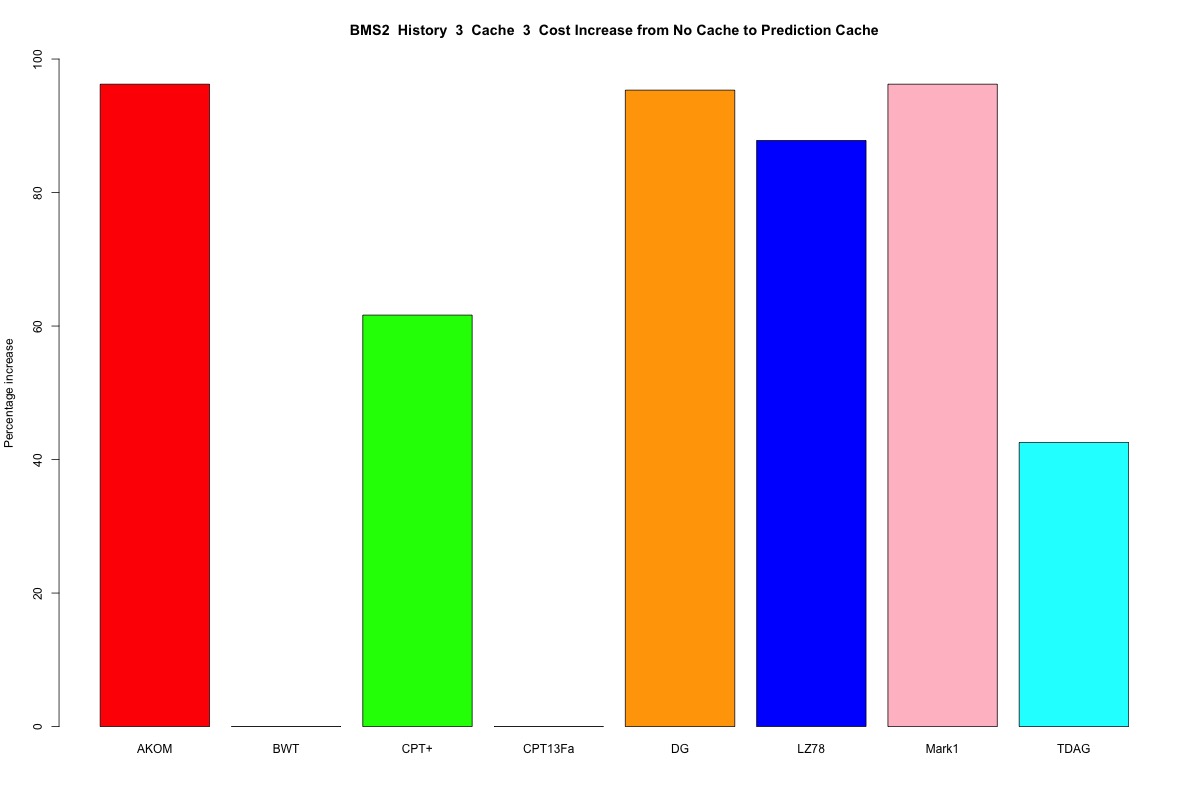 BMS2 History 3 Cache 3 Cost Increase from No Cache to Prediction Cache
Percentage increase
100
80
60
40
20
0
AKOM BWT CPT+ CPT13Fa DG LZ78 Mark1 TDAG